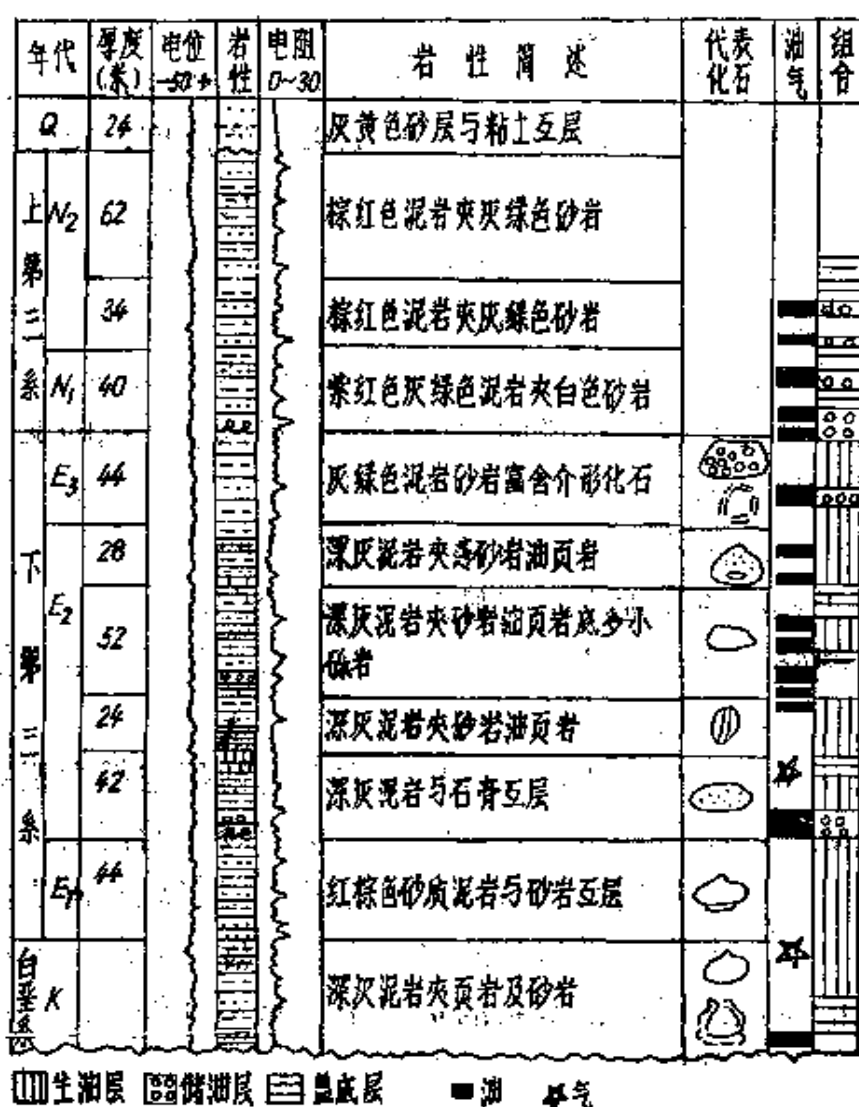 年代 厚度(米) 电位 -50+ 岩性 电阻 0~30 岩性简述 代表化石 油气 组合
Q 24 灰黄色砂层与粘土互层
上第三系 N2 62 棕红色泥岩夹灰绿色砂岩
34 棕红色泥岩夹灰绿色砂岩
N1 40 紫红色灰绿色泥岩夹白色砂岩
下第三系 E3 44 灰绿色泥岩砂岩富含介形化石
E2 28 深灰泥岩夹薄砂岩油页岩
52 深灰泥岩夹砂岩油页岩底多小
砾岩
24 深灰泥岩夹砂岩油页岩
42 深灰泥岩与石膏互层
E1 44 红棕色砂质泥岩与砂岩互层
白垩系 K 深灰泥岩夹页岩及砂岩
生油层 储油层 盖底层 油 气